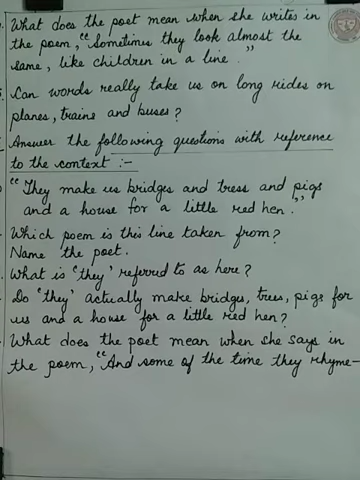 What does the poet mean when she writes in
the poem, "Sometimes they look almost the
same, like children in a line."
Can words really take us on long rides on
planes, trains and buses?
Answer the following questions with reference
to the context :-
"They make us bridges and tress and pigs
and a house for a little red hen."
Which poem is this line taken from?
Name the poet.
What is 'they' referred to as here?
Do 'they' actually make bridges, trees, pigs for
us and a house for a little red hen?
What does the poet mean when she says in
the poem, "And some of the time they rhyme-